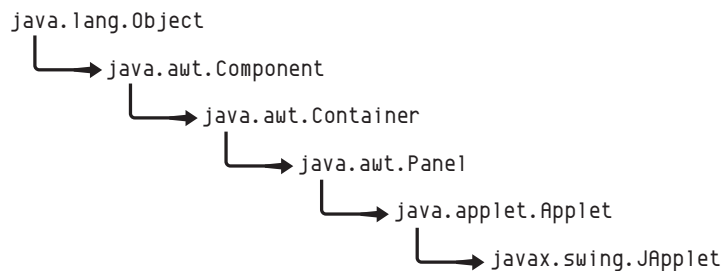 java.lang.Object
java.awt.Component
java.awt.Container
java.awt.Panel
java.applet.Applet
javax.swing.JApplet